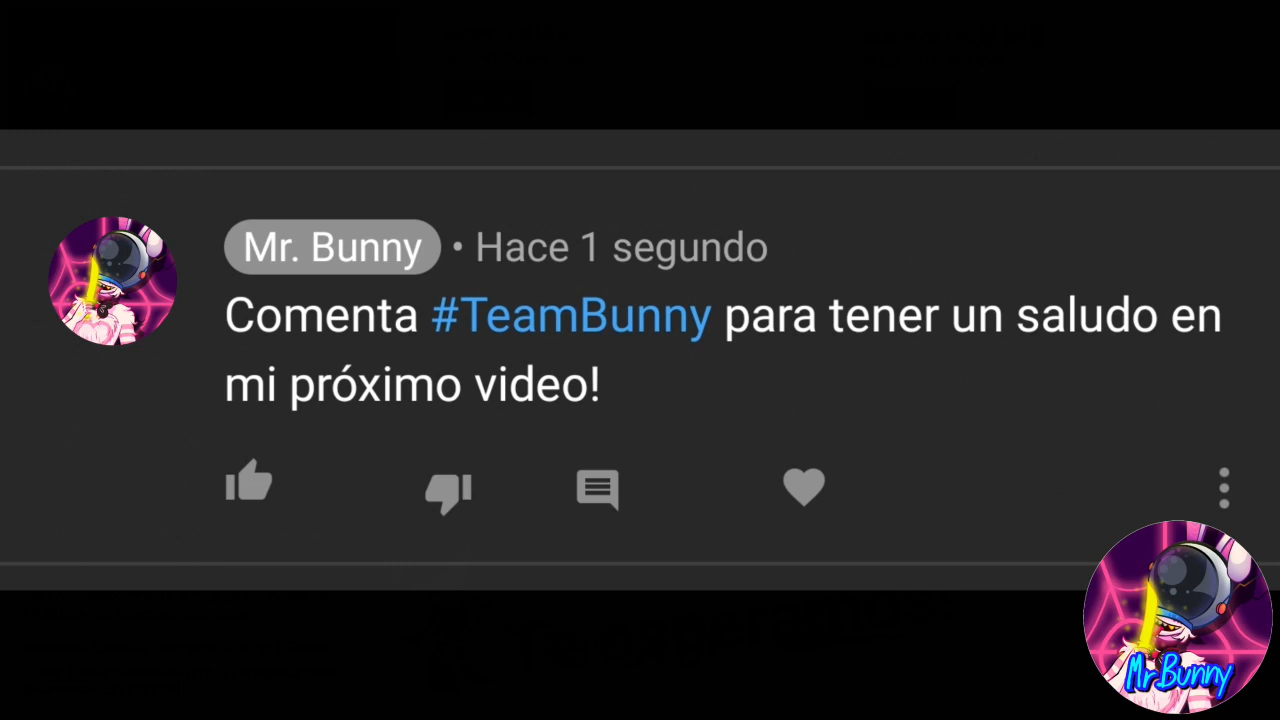 Mr. Bunny • Hace 1 segundo
Comenta #TeamBunny para tener un saludo en
mi próximo video!
MrBunny